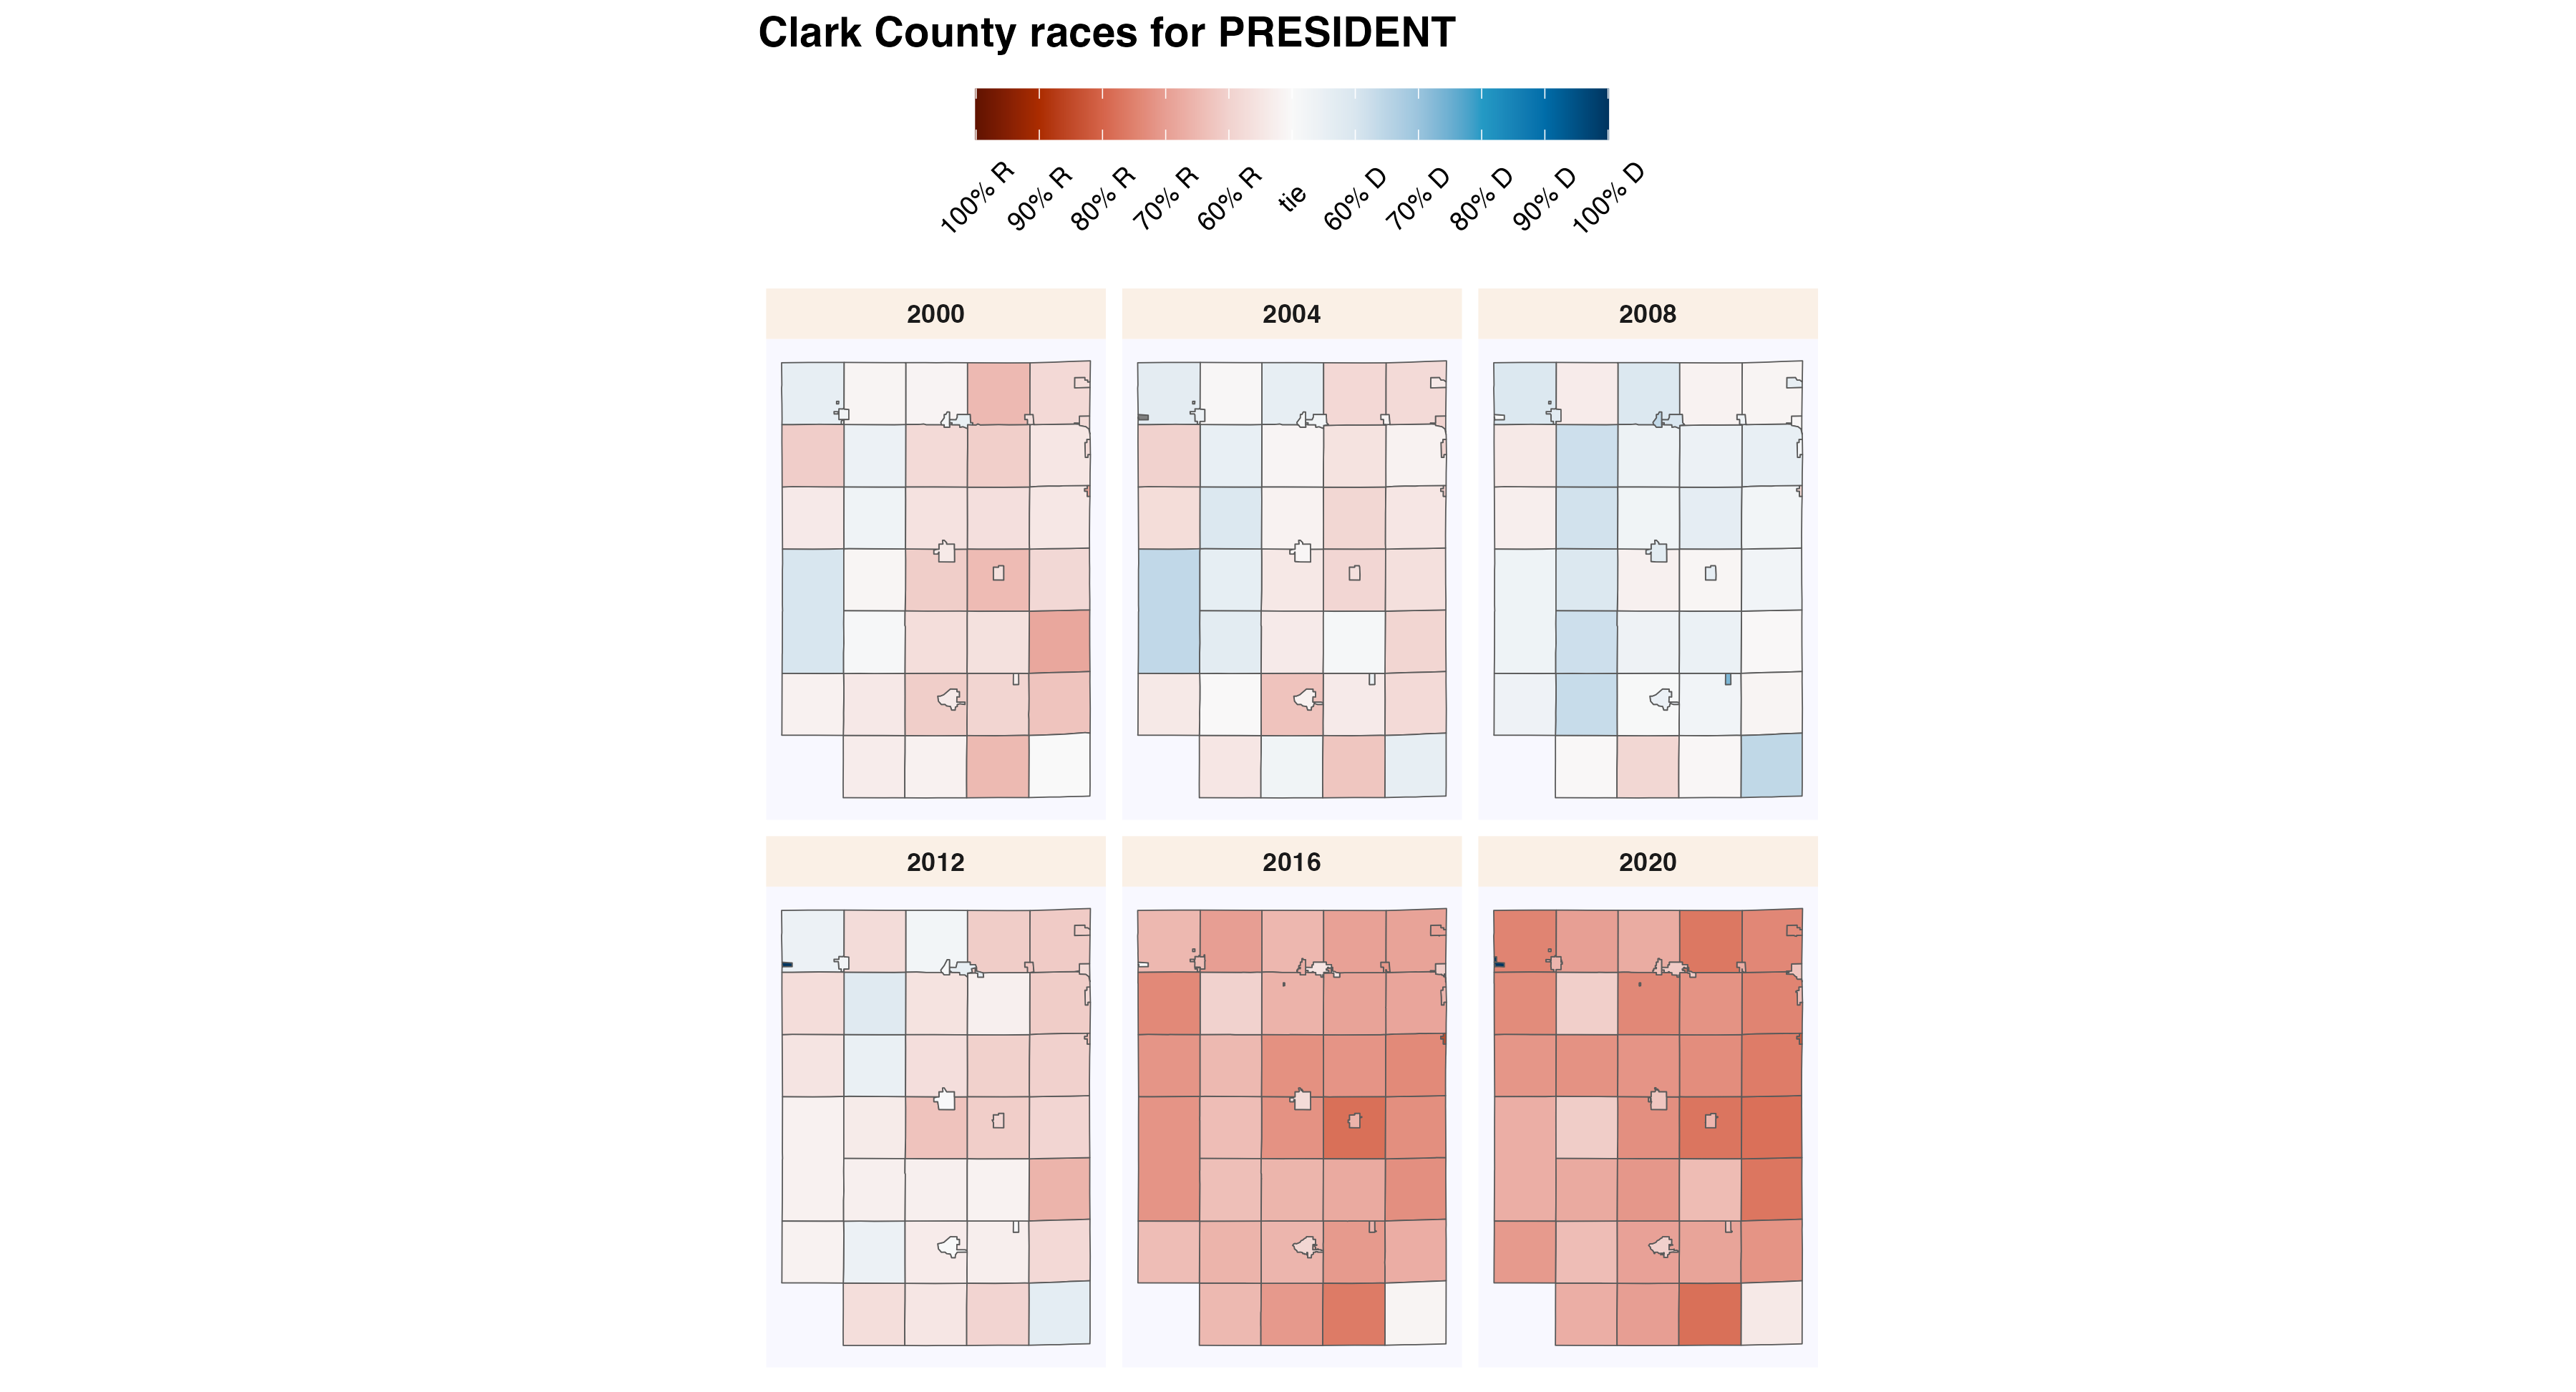 Clark County races for PRESIDENT
100% R 90% R 80% R 70% R 60% R tie 60% D 70% D 80% D 90% D 100% D
2000 2004 2008
2012 2016 2020